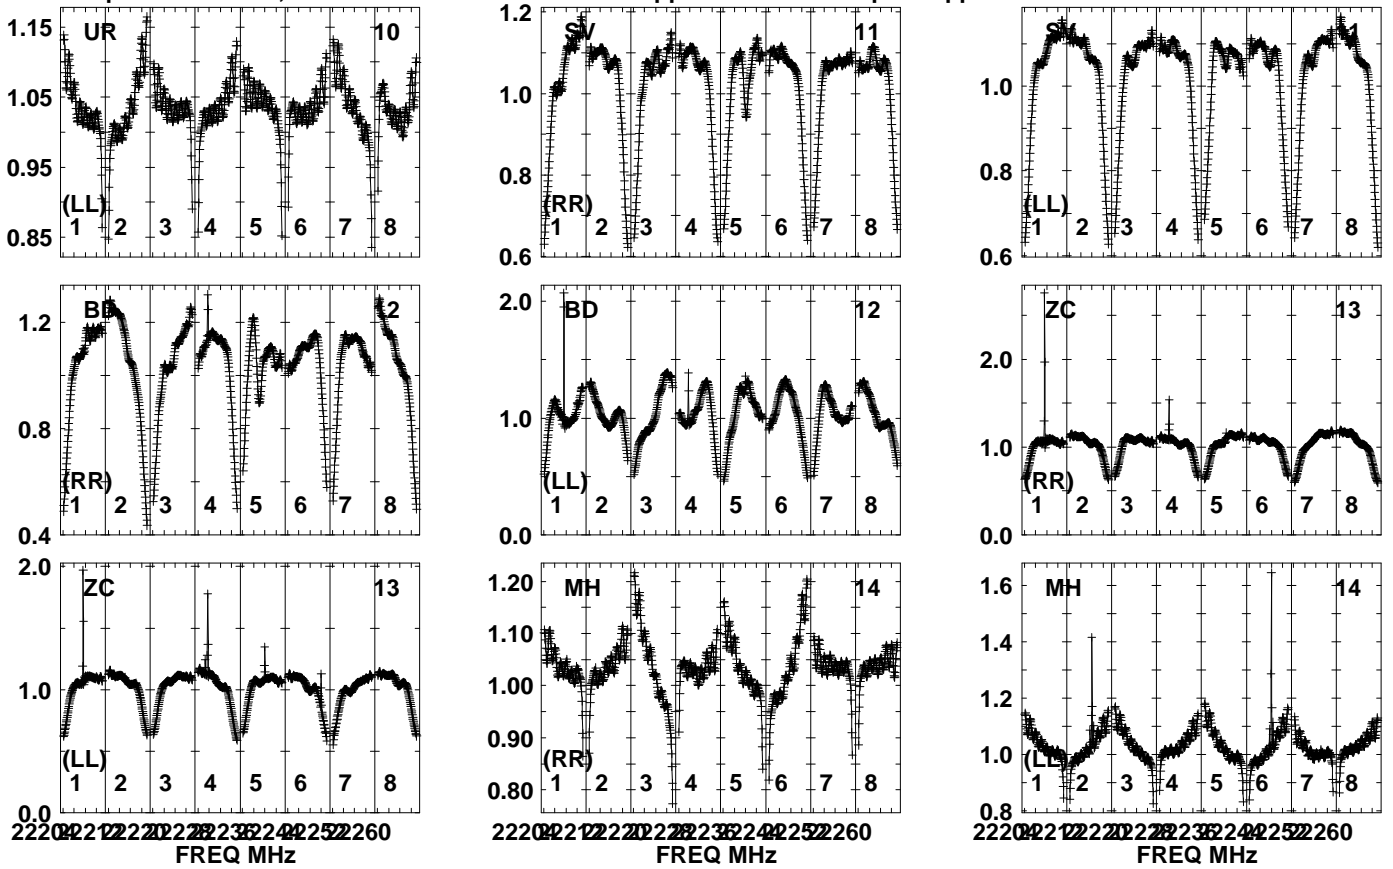 1.15 UR 10
1.05
0.95
(LL)
0.85 1 2 3 4 5 6 7 8
1.2 SV 11
1.0
0.8
(RR)
0.6 1 2 3 4 5 6 7 8
SV
1.0
0.8
(LL)
0.6 1 2 3 4 5 6 7 8
BD 12
1.2
0.8
(RR)
0.4 1 2 3 4 5 6 7 8
2.0 BD 12
1.0
(LL)
0.0 1 2 3 4 5 6 7 8
ZC 13
2.0
1.0
(RR)
0.0 1 2 3 4 5 6 7 8
2.0 ZC 13
1.0
(LL)
0.0 1 2 3 4 5 6 7 8
1.20 MH 14
1.10
1.00
0.90
(RR)
0.80 1 2 3 4 5 6 7 8
1.6 MH 14
1.4
1.2
1.0
(LL)
0.8 1 2 3 4 5 6 7 8
FREQ MHz
FREQ MHz
FREQ MHz